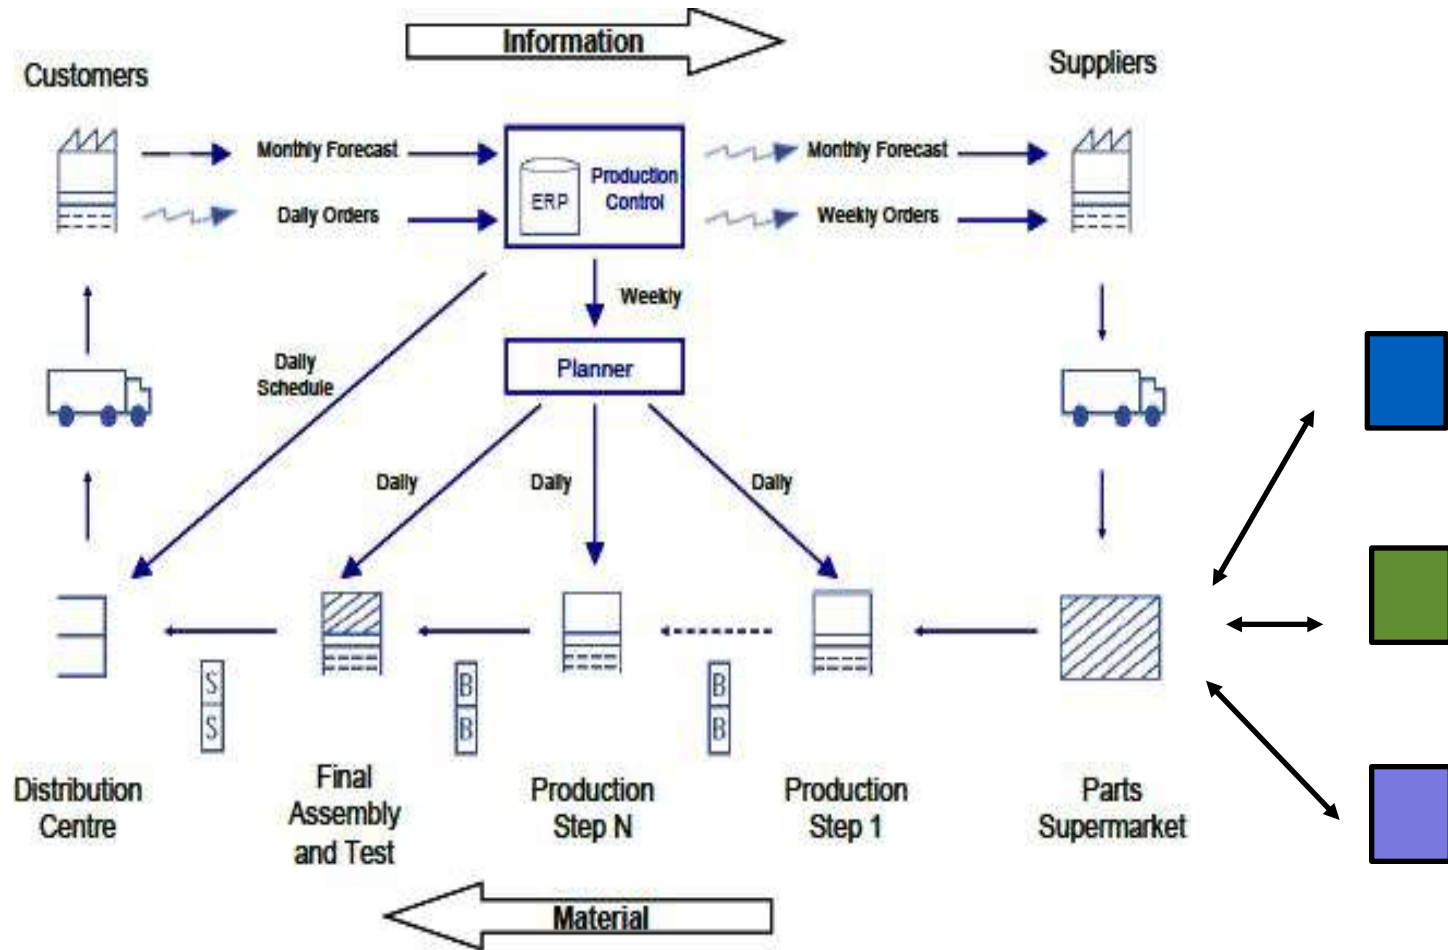 Information
Customers
Suppliers
Monthly Forecast
Daily Orders
ERP
Production
Control
Monthly Forecast
Weekly Orders
Weekly
Planner
Daily
Schedule
Daily
Daily
Daily
S
S
B
B
B
B
Distribution
Centre
Final
Assembly
and Test
Production
Step N
Production
Step 1
Parts
Supermarket
Material